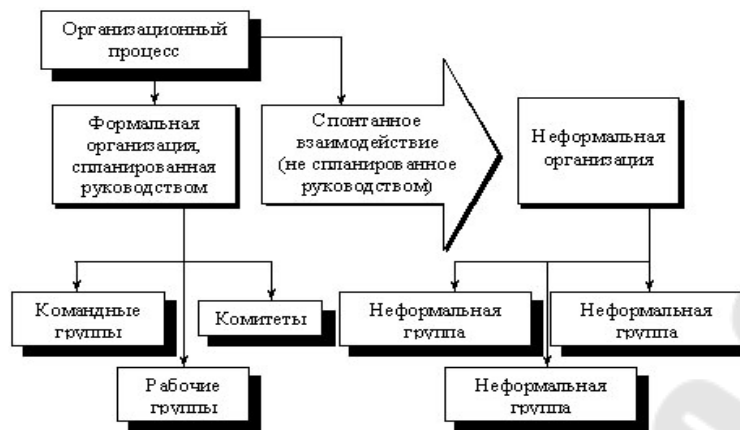 Организационный
процесс
Формальная
организация,
спланированная
руководством
Спонтанное
взаимодействие
(не спланированное
руководством)
Неформальная
организация
Командные
группы
Комитеты
Рабочие
группы
Неформальная
группа
Неформальная
группа
Неформальная
группа